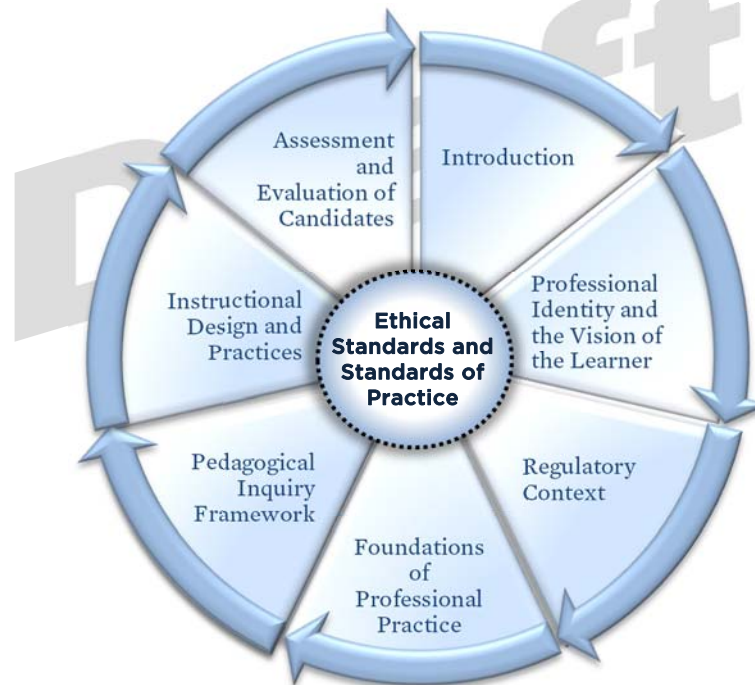 Introduction
Professional
Identity and
the Vision of
the Learner
Regulatory
Context
Foundations
of
Professional
Practice
Pedagogical
Inquiry
Framework
Instructional
Design and
Practices
Assessment
and
Evaluation of
Candidates
Ethical
Standards and
Standards of
Practice